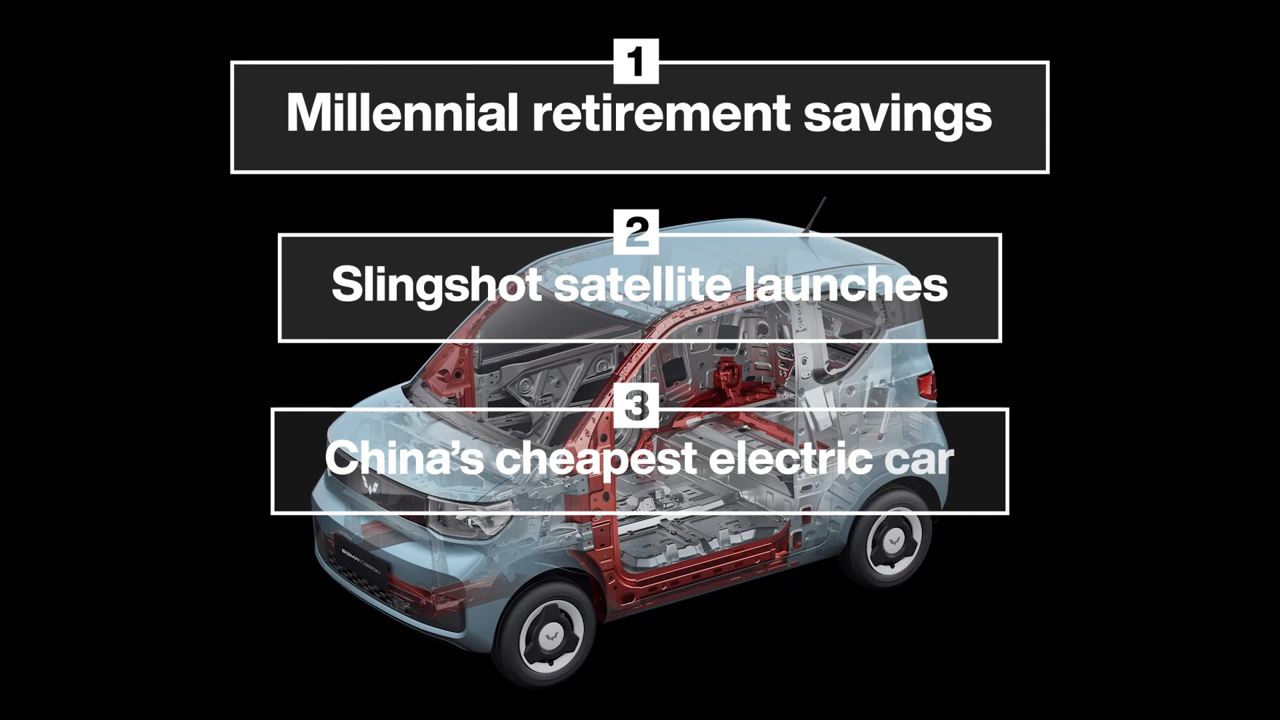 1
Millennial retirement savings
2
Slingshot satellite launches
3
China’s cheapest electric car